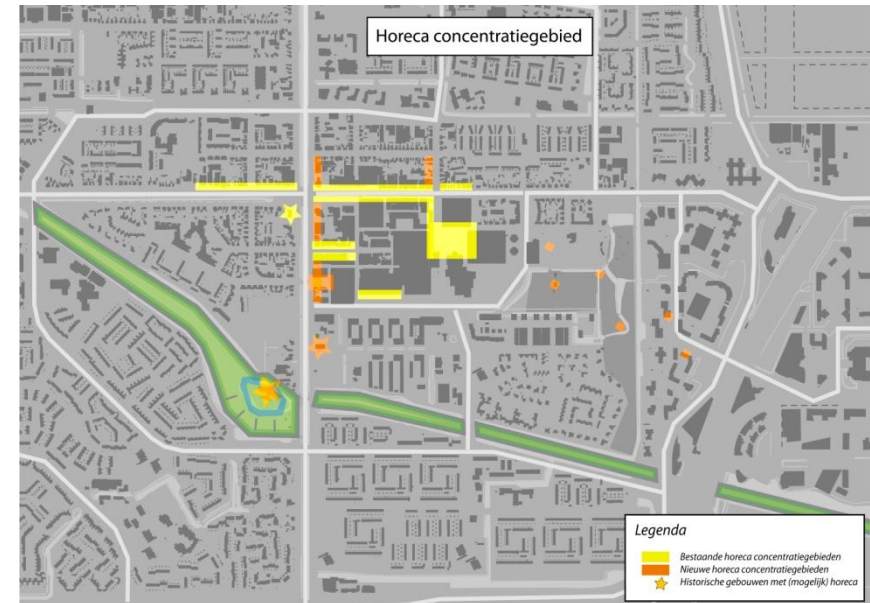 Horeca concentratiegebied
Legenda
Bestaande horeca concentratiegebieden
Nieuwe horeca concentratiegebieden
Historische gebouwen met (mogelijk) horeca